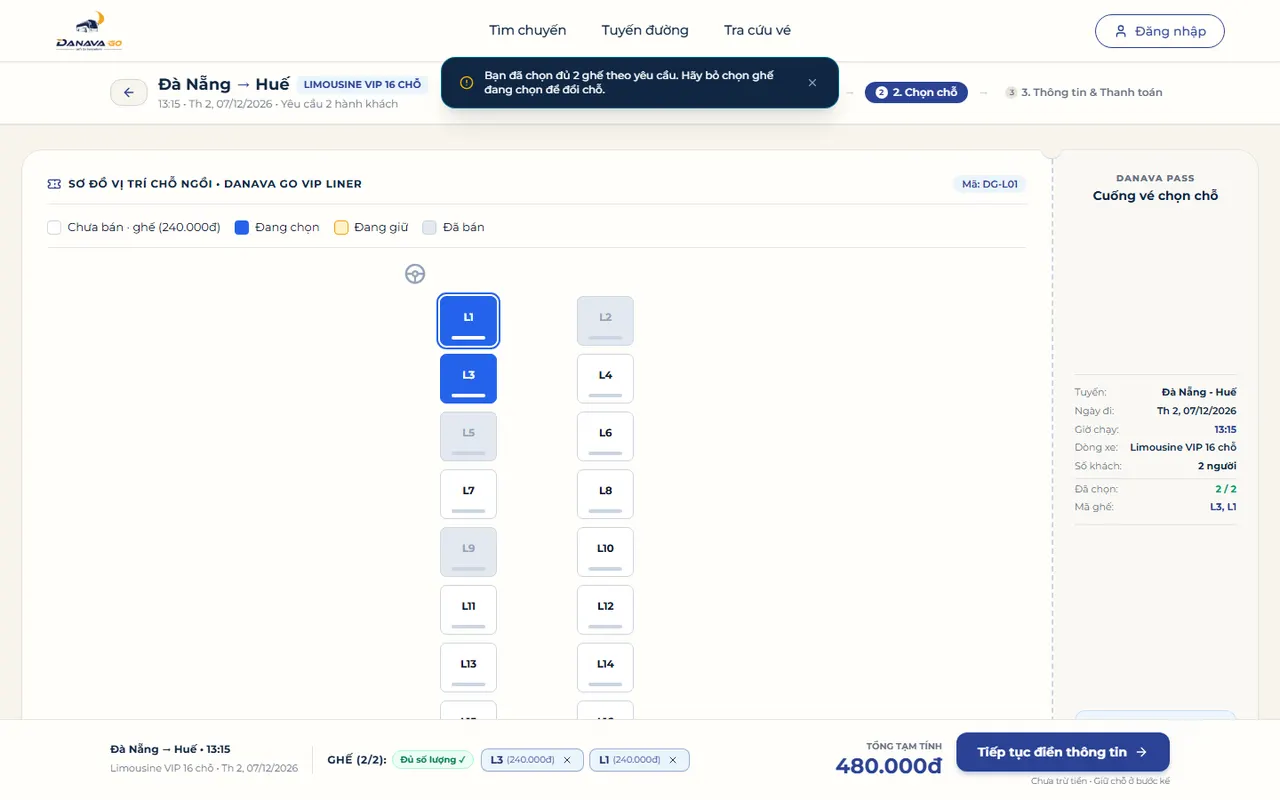 DANAVA GO
Tìm chuyến
Tuyến đường
Tra cứu vé
Đăng nhập
Đà Nẵng → Huế
LIMOUSINE VIP 16 CHỖ
13:15 • Th 2, 07/12/2026 • Yêu cầu 2 hành khách
Bạn đã chọn đủ 2 ghế theo yêu cầu. Hãy bỏ chọn ghế
đang chọn để đổi chỗ.
→ 2 2. Chọn chỗ → 3 3. Thông tin & Thanh toán
SƠ ĐỒ VỊ TRÍ CHỖ NGỒI • DANAVA GO VIP LINER
Mã: DG-L01
Chưa bán · ghế (240.000đ)
Đang chọn
Đang giữ
Đã bán
L1
L2
L3
L4
L5
L6
L7
L8
L9
L10
L11
L12
L13
L14
DANAVA PASS
Cuống vé chọn chỗ
Tuyến: Đà Nẵng - Huế
Ngày đi: Th 2, 07/12/2026
Giờ chạy: 13:15
Dòng xe: Limousine VIP 16 chỗ
Số khách: 2 người
Đã chọn: 2 / 2
Mã ghế: L3, L1
Đà Nẵng → Huế • 13:15
Limousine VIP 16 chỗ • Th 2, 07/12/2026
GHẾ (2/2):
Đủ số lượng ✓
L3 (240.000đ) ×
L1 (240.000đ) ×
TỔNG TẠM TÍNH
480.000đ
Tiếp tục điền thông tin →
Chưa trừ tiền · Giữ chỗ ở bước kế